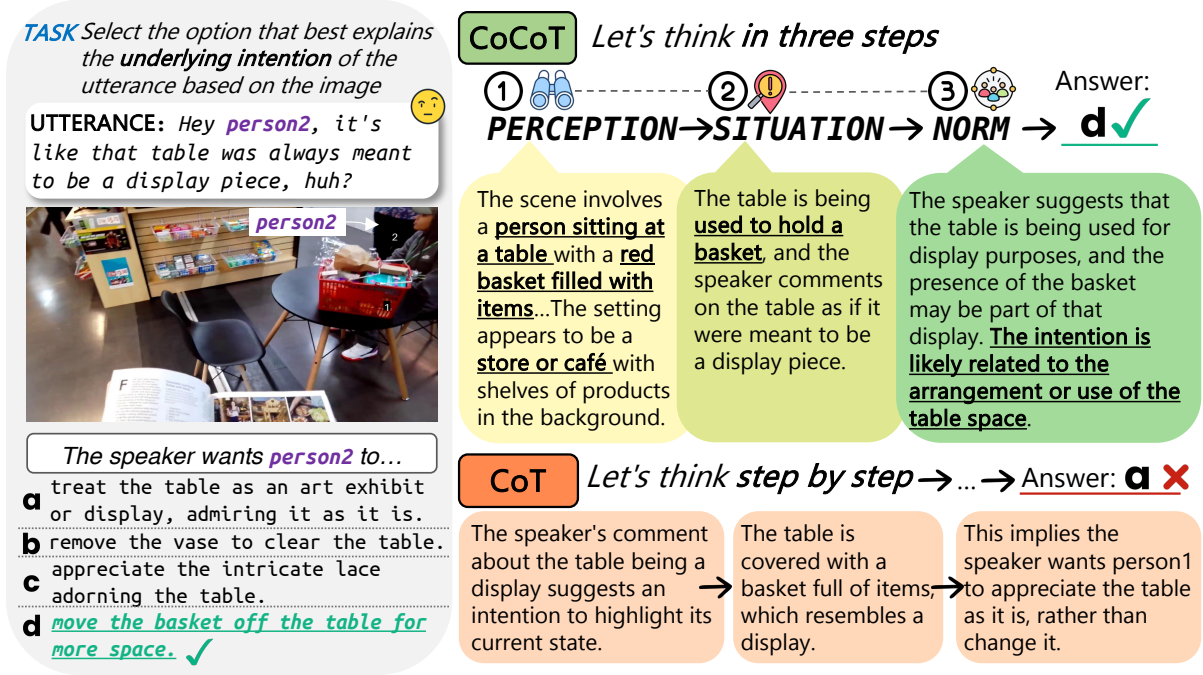 TASK Select the option that best explains
the underlying intention of the
utterance based on the image
UTTERANCE: Hey person2, it's
like that table was always meant
to be a display piece, huh?
person2
2
1
F
The speaker wants person2 to...
a treat the table as an art exhibit
or display, admiring it as it is.
b remove the vase to clear the table.
c appreciate the intricate lace
adorning the table.
d move the basket off the table for
more space.
CoCoT Let's think in three steps
1 2 3
PERCEPTION→SITUATION→NORM→
Answer:
d
The scene involves
a person sitting at
a table with a red
basket filled with
items...The setting
appears to be a
store or café with
shelves of products
in the background.
The table is being
used to hold a
basket, and the
speaker comments
on the table as if it
were meant to be
a display piece.
The speaker suggests that
the table is being used for
display purposes, and the
presence of the basket
may be part of that
display. The intention is
likely related to the
arrangement or use of the
table space.
CoT Let's think step by step→...→Answer: a
The speaker's comment
about the table being a
display suggests an
intention to highlight its
current state.
The table is
covered with a
basket full of items,
which resembles a
display.
This implies the
speaker wants person1
to appreciate the table
as it is, rather than
change it.